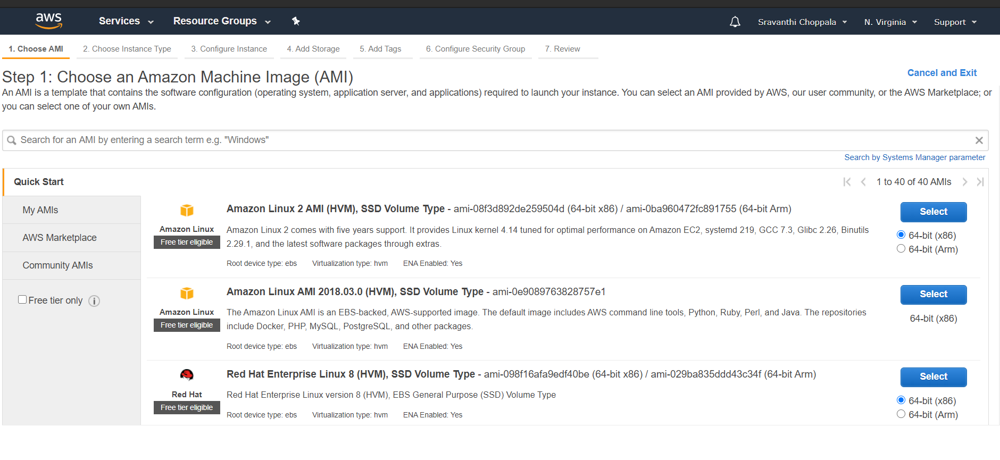 aws Services Resource Groups Sravanthi Choppala N. Virginia Support
1. Choose AMI 2. Choose Instance Type 3. Configure Instance 4. Add Storage 5. Add Tags 6. Configure Security Group 7. Review
Step 1: Choose an Amazon Machine Image (AMI)
Cancel and Exit
An AMI is a template that contains the software configuration (operating system, application server, and applications) required to launch your instance. You can select an AMI provided by AWS, our user community, or the AWS Marketplace; or
you can select one of your own AMIs.
Search for an AMI by entering a search term e.g. "Windows"
Search by Systems Manager parameter
Quick Start
1 to 40 of 40 AMIs
My AMIs
AWS Marketplace
Community AMIs
Free tier only
Amazon Linux
Free tier eligible
Amazon Linux 2 AMI (HVM), SSD Volume Type - ami-08f3d892de259504d (64-bit x86) / ami-0ba960472fc891755 (64-bit Arm)
Amazon Linux 2 comes with five years support. It provides Linux kernel 4.14 tuned for optimal performance on Amazon EC2, systemd 219, GCC 7.3, Glibc 2.26, Binutils
2.29.1, and the latest software packages through extras.
Root device type: ebs Virtualization type: hvm ENA Enabled: Yes
Select
64-bit (x86)
64-bit (Arm)
Amazon Linux
Free tier eligible
Amazon Linux AMI 2018.03.0 (HVM), SSD Volume Type - ami-0e9089763828757e1
The Amazon Linux AMI is an EBS-backed, AWS-supported image. The default image includes AWS command line tools, Python, Ruby, Perl, and Java. The repositories
include Docker, PHP, MySQL, PostgreSQL, and other packages.
Root device type: ebs Virtualization type: hvm ENA Enabled: Yes
Select
64-bit (x86)
Red Hat
Free tier eligible
Red Hat Enterprise Linux 8 (HVM), SSD Volume Type - ami-098f16afa9edf40be (64-bit x86) / ami-029ba835ddd43c34f (64-bit Arm)
Red Hat Enterprise Linux version 8 (HVM), EBS General Purpose (SSD) Volume Type
Root device type: ebs Virtualization type: hvm ENA Enabled: Yes
Select
64-bit (x86)
64-bit (Arm)